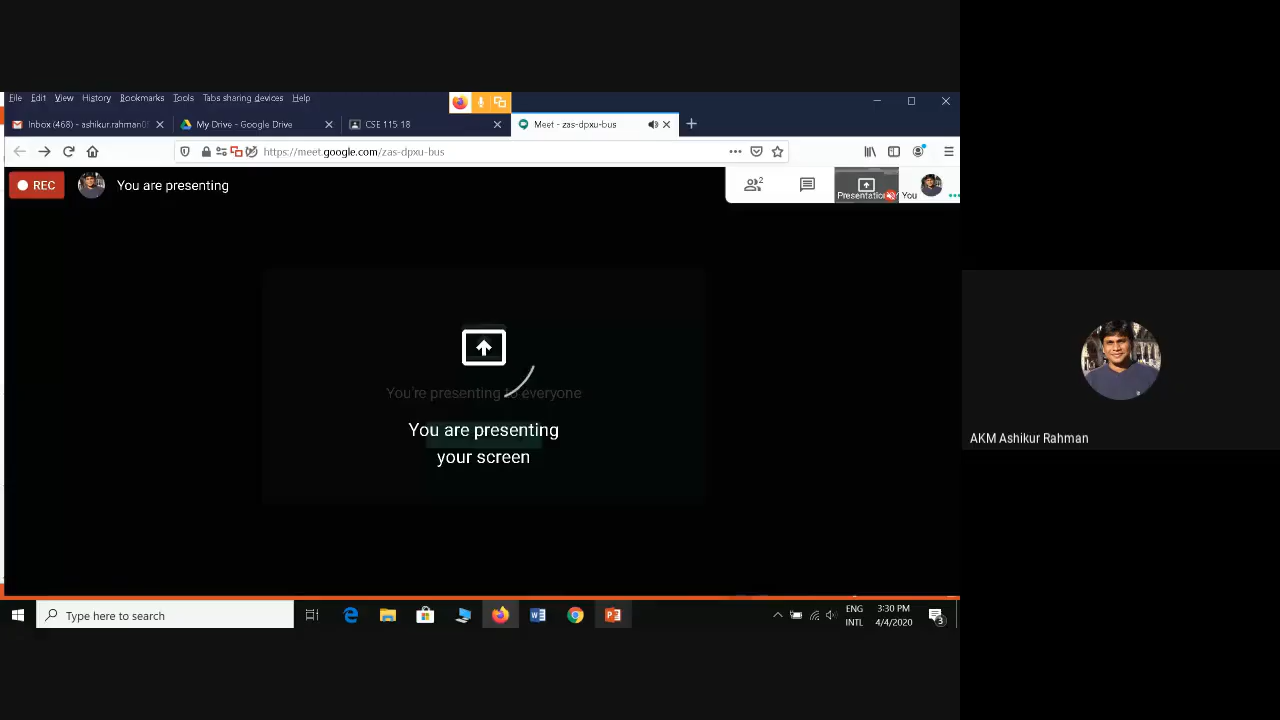 File Edit View History Bookmarks Tools Tabs sharing devices Help
Inbox (468) - ashikur.rahman0
My Drive - Google Drive
CSE 115 18
Meet - zas-dpxu-bus
https://meet.google.com/zas-dpxu-bus
REC
You are presenting
2
Presentation
You
You're presenting to everyone
You are presenting
your screen
AKM Ashikur Rahman
Type here to search
ENG
INTL
3:30 PM
4/4/2020
3